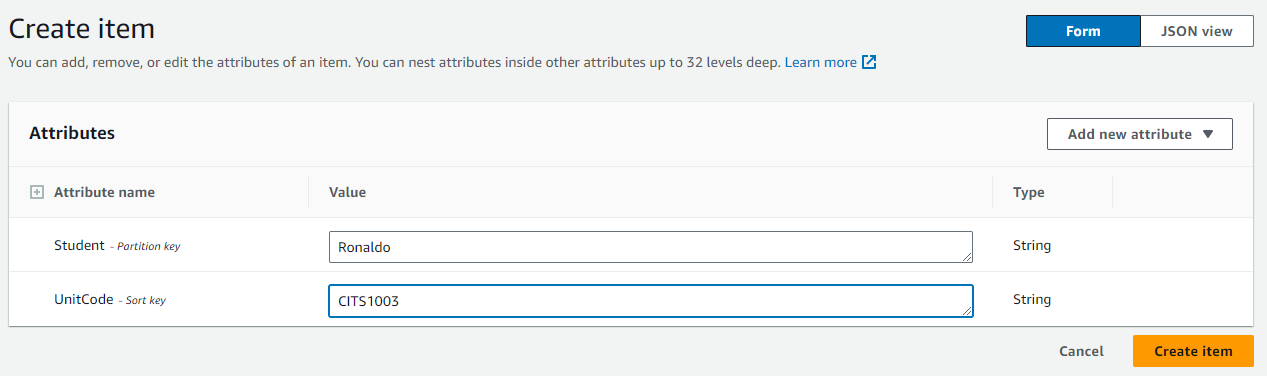 Create item
Form
JSON view
You can add, remove, or edit the attributes of an item. You can nest attributes inside other attributes up to 32 levels deep. Learn more
Attributes
Add new attribute
Attribute name Value Type
Student - Partition key Ronaldo String
UnitCode - Sort key CITS1003 String
Cancel
Create item